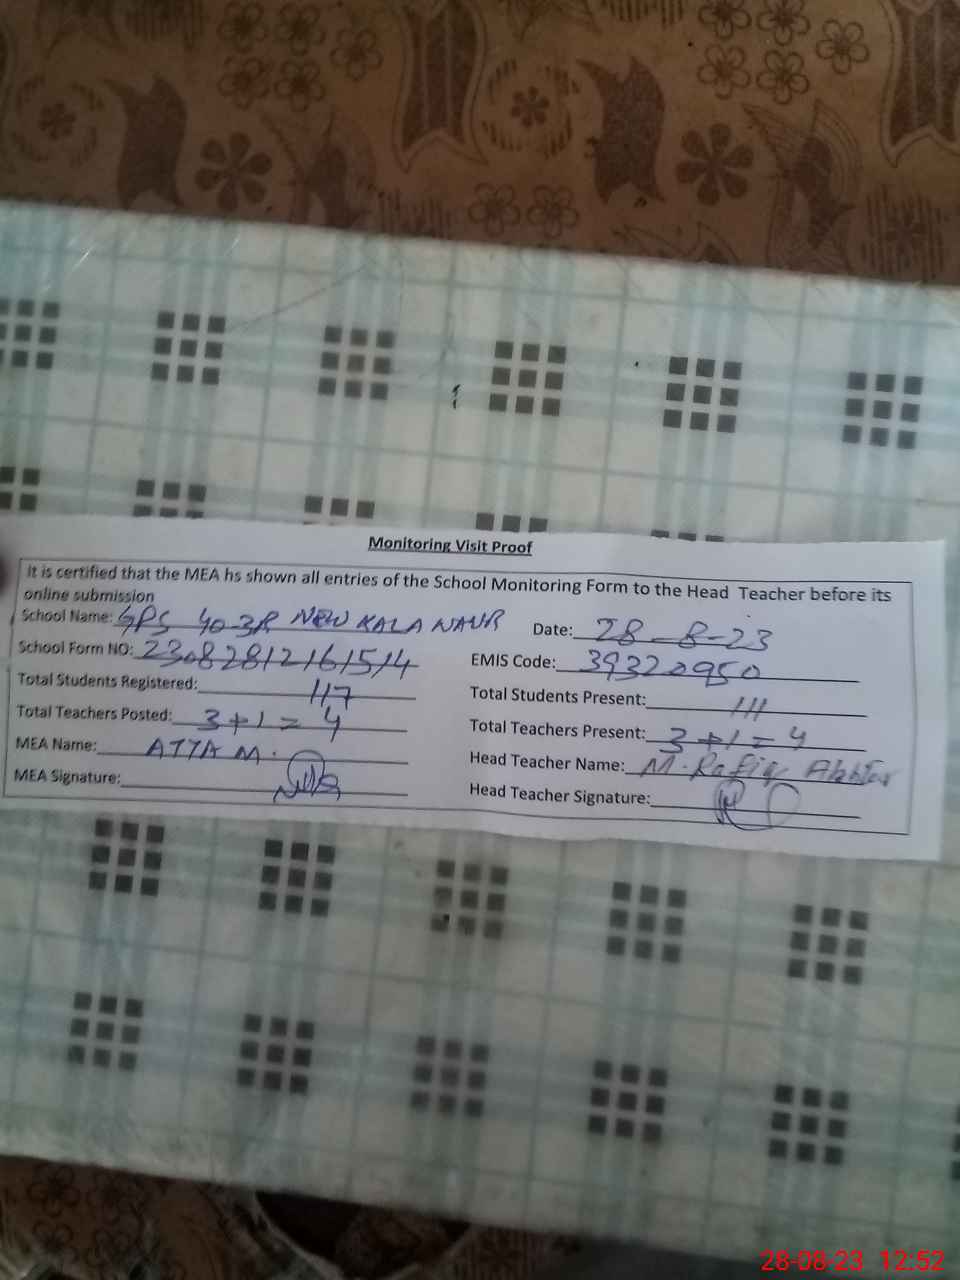 Monitoring Visit Proof
It is certified that the MEA hs shown all entries of the School Monitoring Form to the Head Teacher before its
online submission
School Name: GPS 40-3R NEW KALA NAUR Date: 28-8-23
School Form NO: 23082812161514 EMIS Code: 39320950
Total Students Registered: 117 Total Students Present: 111
Total Teachers Posted: 3+1=4 Total Teachers Present: 3+1=4
MEA Name: ATTA M. Head Teacher Name: M. Rafiq Akhtar
MEA Signature: Head Teacher Signature:
28-08-23 12:52